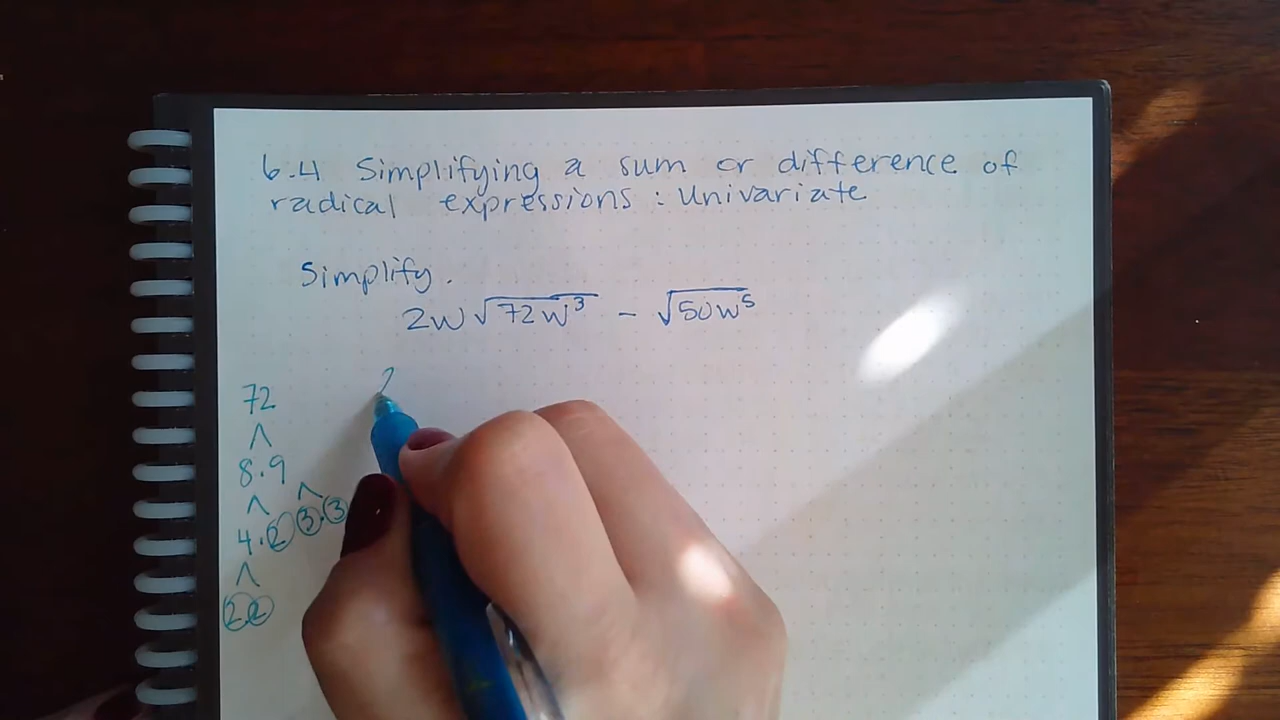 6.4 Simplifying a sum or difference of
radical expressions : Univariate
Simplify.
2w√72w³ - √50w⁵
72
8.9
4.2 3.3
2.2
2